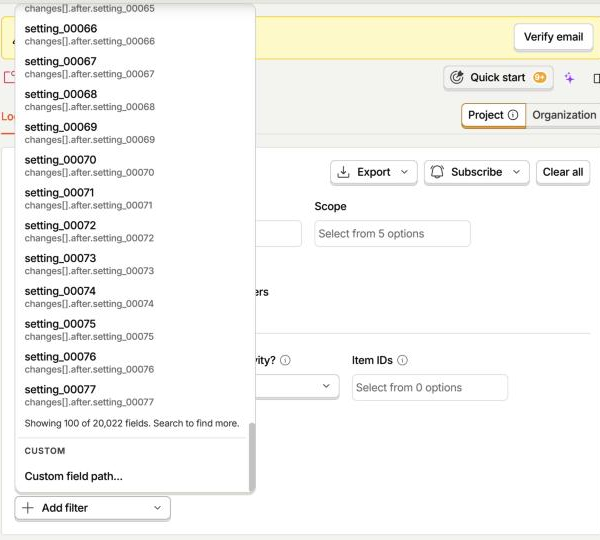 changes[].after.setting_00065
setting_00066
changes[].after.setting_00066
setting_00067
changes[].after.setting_00067
setting_00068
changes[].after.setting_00068
setting_00069
changes[].after.setting_00069
setting_00070
changes[].after.setting_00070
setting_00071
changes[].after.setting_00071
setting_00072
changes[].after.setting_00072
setting_00073
changes[].after.setting_00073
setting_00074
changes[].after.setting_00074
setting_00075
changes[].after.setting_00075
setting_00076
changes[].after.setting_00076
setting_00077
changes[].after.setting_00077
Showing 100 of 20,022 fields. Search to find more.
CUSTOM
Custom field path...
Add filter
Verify email
Quick start 9+
Project Organization
Export Subscribe Clear all
Scope
Select from 5 options
Item IDs
Select from 0 options